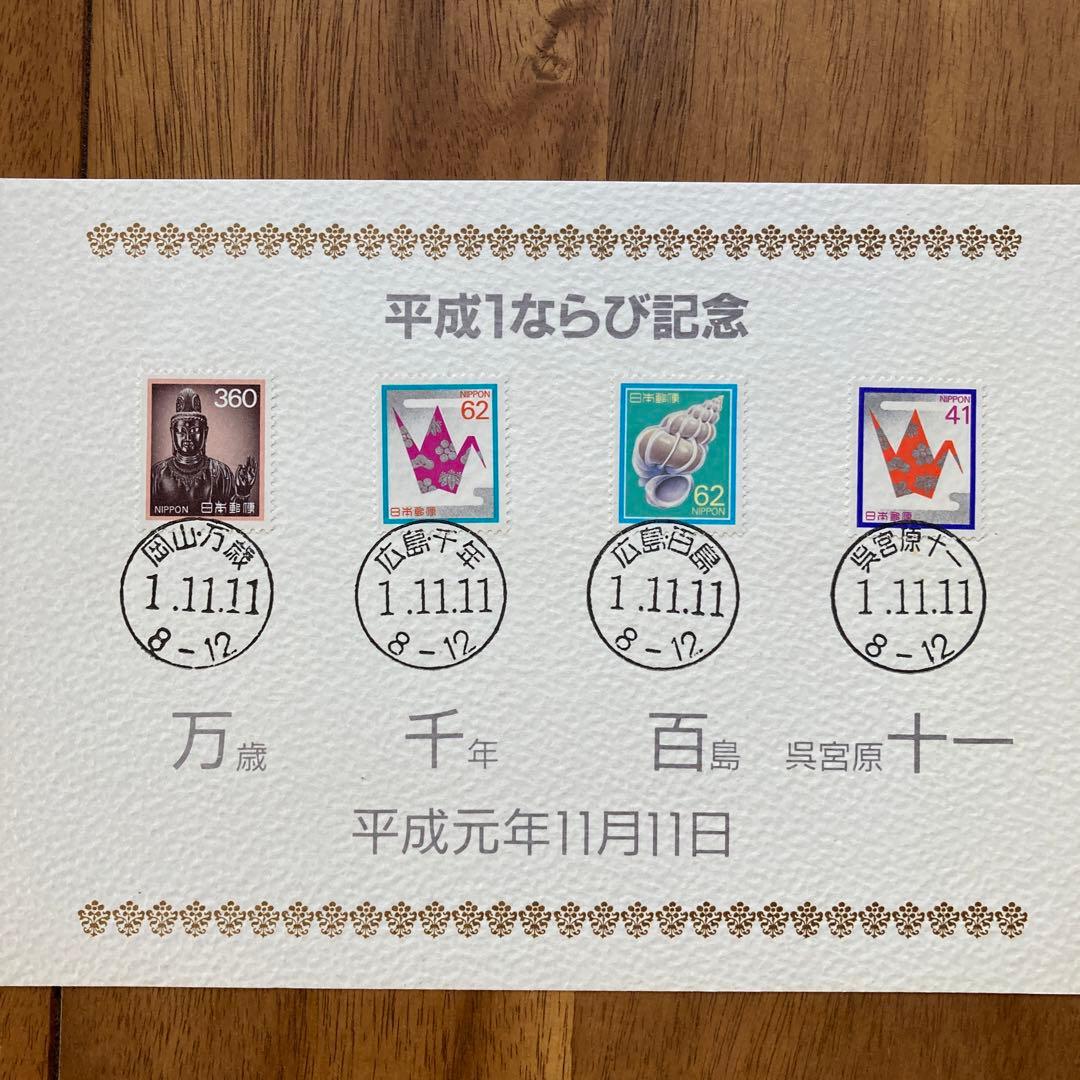 平成1ならび記念
360
NIPPON 日本郵便
NIPPON
62
日本郵便
日本郵便
62
NIPPON
NIPPON
41
日本郵便
岡山・万歳
1.11.11
8-12
広島・千年
1.11.11
8-12
広島・百島
1.11.11
8-12
呉宮原十一
1.11.11
8-12
万歳 千年 百島 呉宮原十一
平成元年11月11日